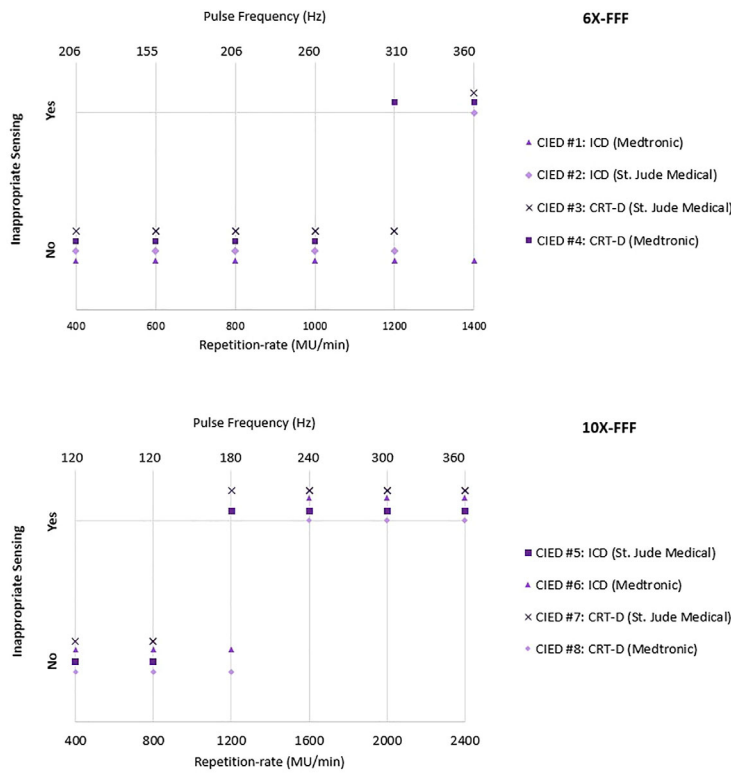 Pulse Frequency (Hz)
6X-FFF
206 155 206 260 310 360
Yes
Inappropriate Sensing
No
CIED #1: ICD (Medtronic)
CIED #2: ICD (St. Jude Medical)
CIED #3: CRT-D (St. Jude Medical)
CIED #4: CRT-D (Medtronic)
400 600 800 1000 1200 1400
Repetition-rate (MU/min)
Pulse Frequency (Hz)
10X-FFF
120 120 180 240 300 360
Yes
Inappropriate Sensing
No
CIED #5: ICD (St. Jude Medical)
CIED #6: ICD (Medtronic)
CIED #7: CRT-D (St. Jude Medical)
CIED #8: CRT-D (Medtronic)
400 800 1200 1600 2000 2400
Repetition-rate (MU/min)